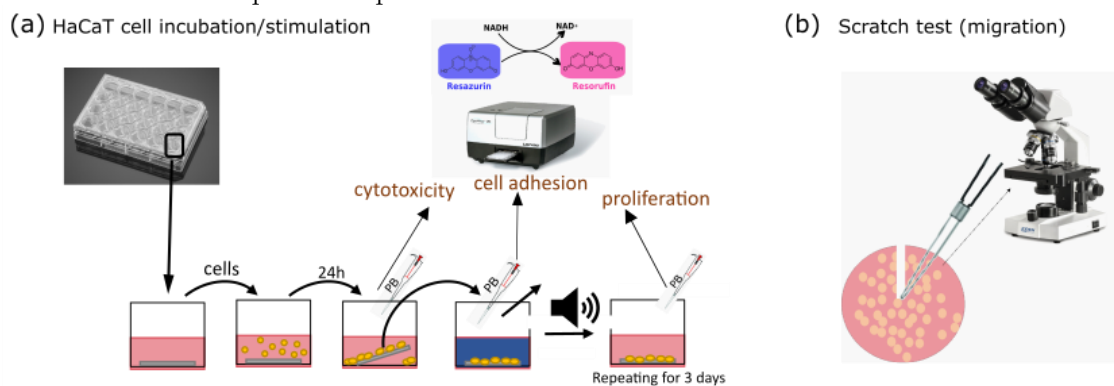 (a) HaCaT cell incubation/stimulation
(b) Scratch test (migration)
NADH
NAD+
Resazurin
Resorufin
cytotoxicity
cell adhesion
proliferation
cells
24h
PB
PB
PB
Repeating for 3 days